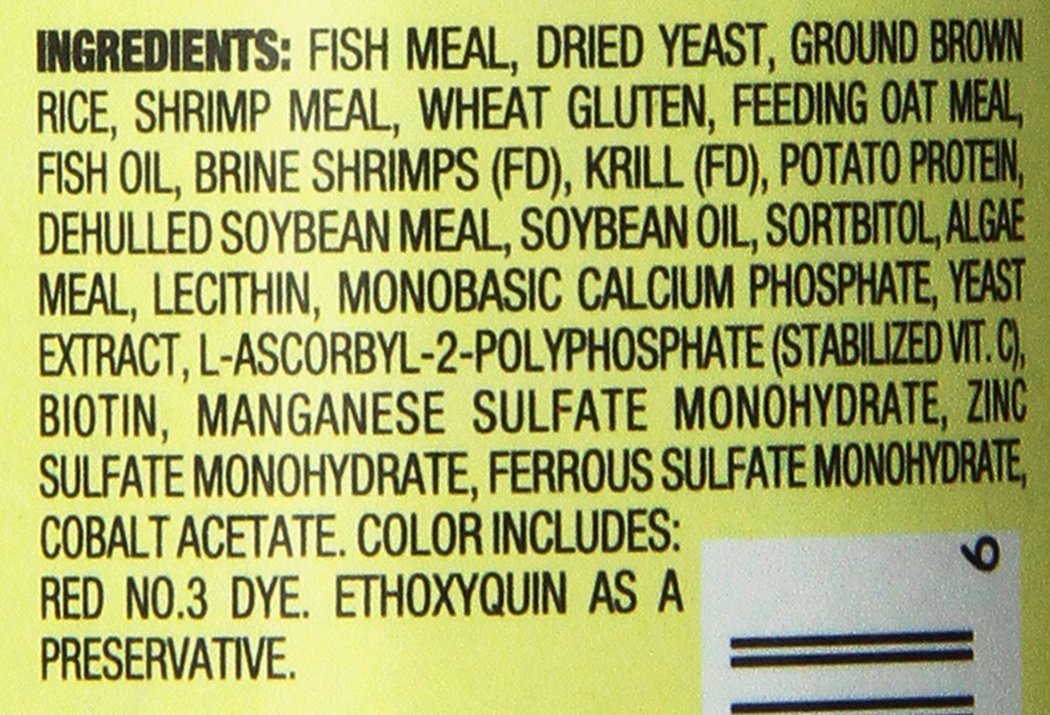 INGREDIENTS: FISH MEAL, DRIED YEAST, GROUND BROWN
RICE, SHRIMP MEAL, WHEAT GLUTEN, FEEDING OAT MEAL,
FISH OIL, BRINE SHRIMPS (FD), KRILL (FD), POTATO PROTEIN,
DEHULLED SOYBEAN MEAL, SOYBEAN OIL, SORTBITOL, ALGAE
MEAL, LECITHIN, MONOBASIC CALCIUM PHOSPHATE, YEAST
EXTRACT, L-ASCORBYL-2-POLYPHOSPHATE (STABILIZED VIT. C),
BIOTIN, MANGANESE SULFATE MONOHYDRATE, ZINC
SULFATE MONOHYDRATE, FERROUS SULFATE MONOHYDRATE,
COBALT ACETATE. COLOR INCLUDES:
RED NO.3 DYE. ETHOXYQUIN AS A
PRESERVATIVE.
6